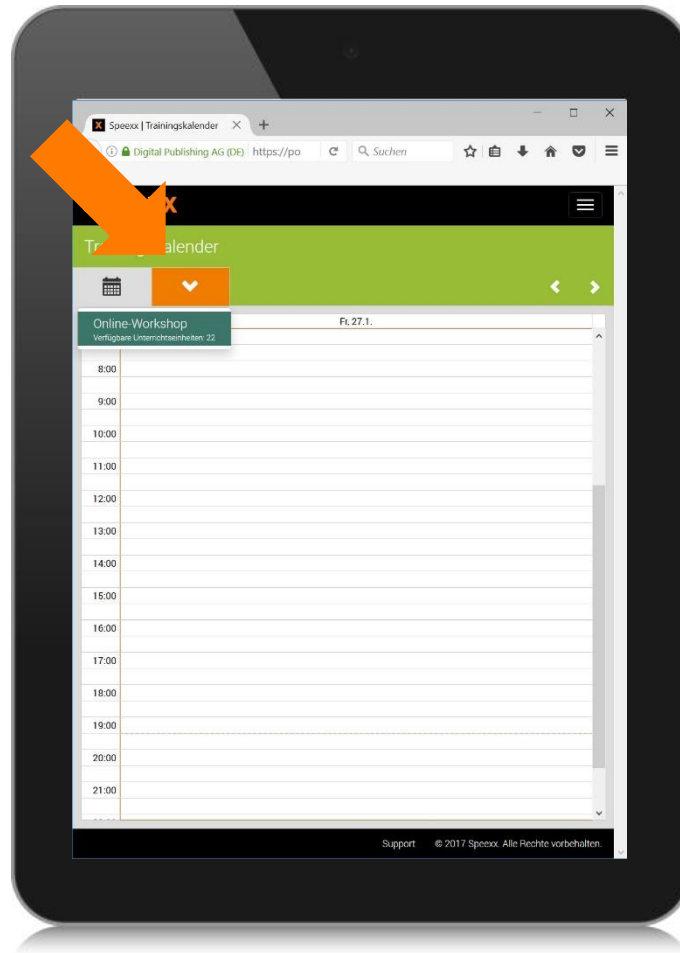 Speexx | Trainingskalender
Digital Publishing AG (DE) https://po Suchen
X
alender
Online-Workshop
Verfügbare Unterrichtseinheiten: 22
Fr, 27.1.
8:00
9:00
10:00
11:00
12:00
13:00
14:00
15:00
16:00
17:00
18:00
19:00
20:00
21:00
Support © 2017 Speexx. Alle Rechte vorbehalten.